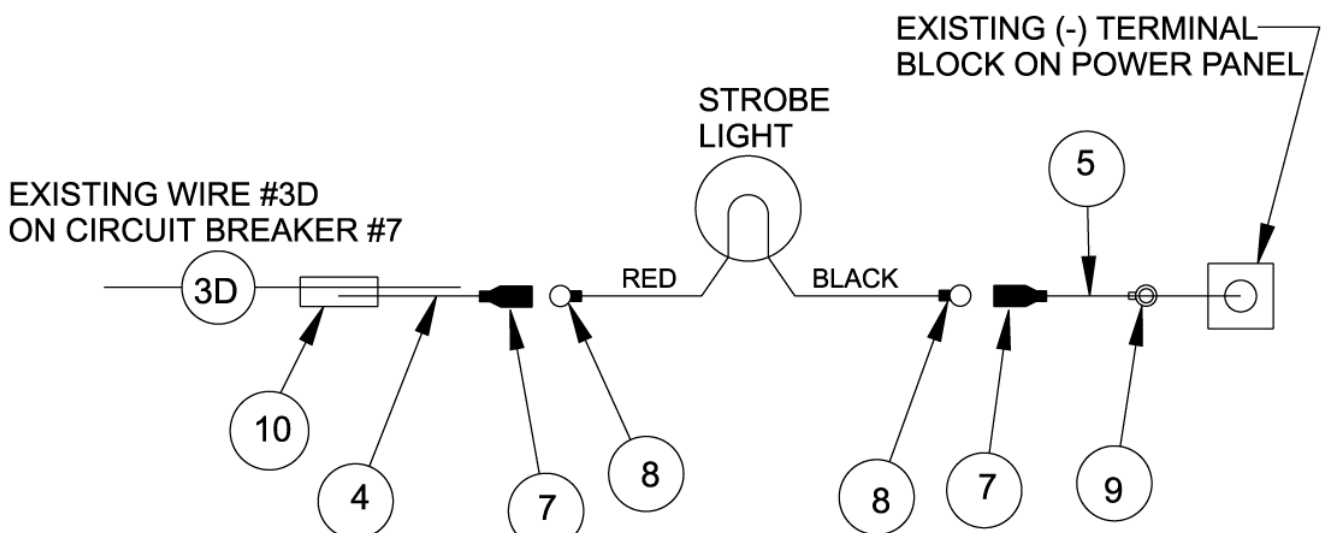 EXISTING (-) TERMINAL
BLOCK ON POWER PANEL
STROBE
LIGHT
5
EXISTING WIRE #3D
ON CIRCUIT BREAKER #7
3D
RED
BLACK
10
4
7
8
8
7
9